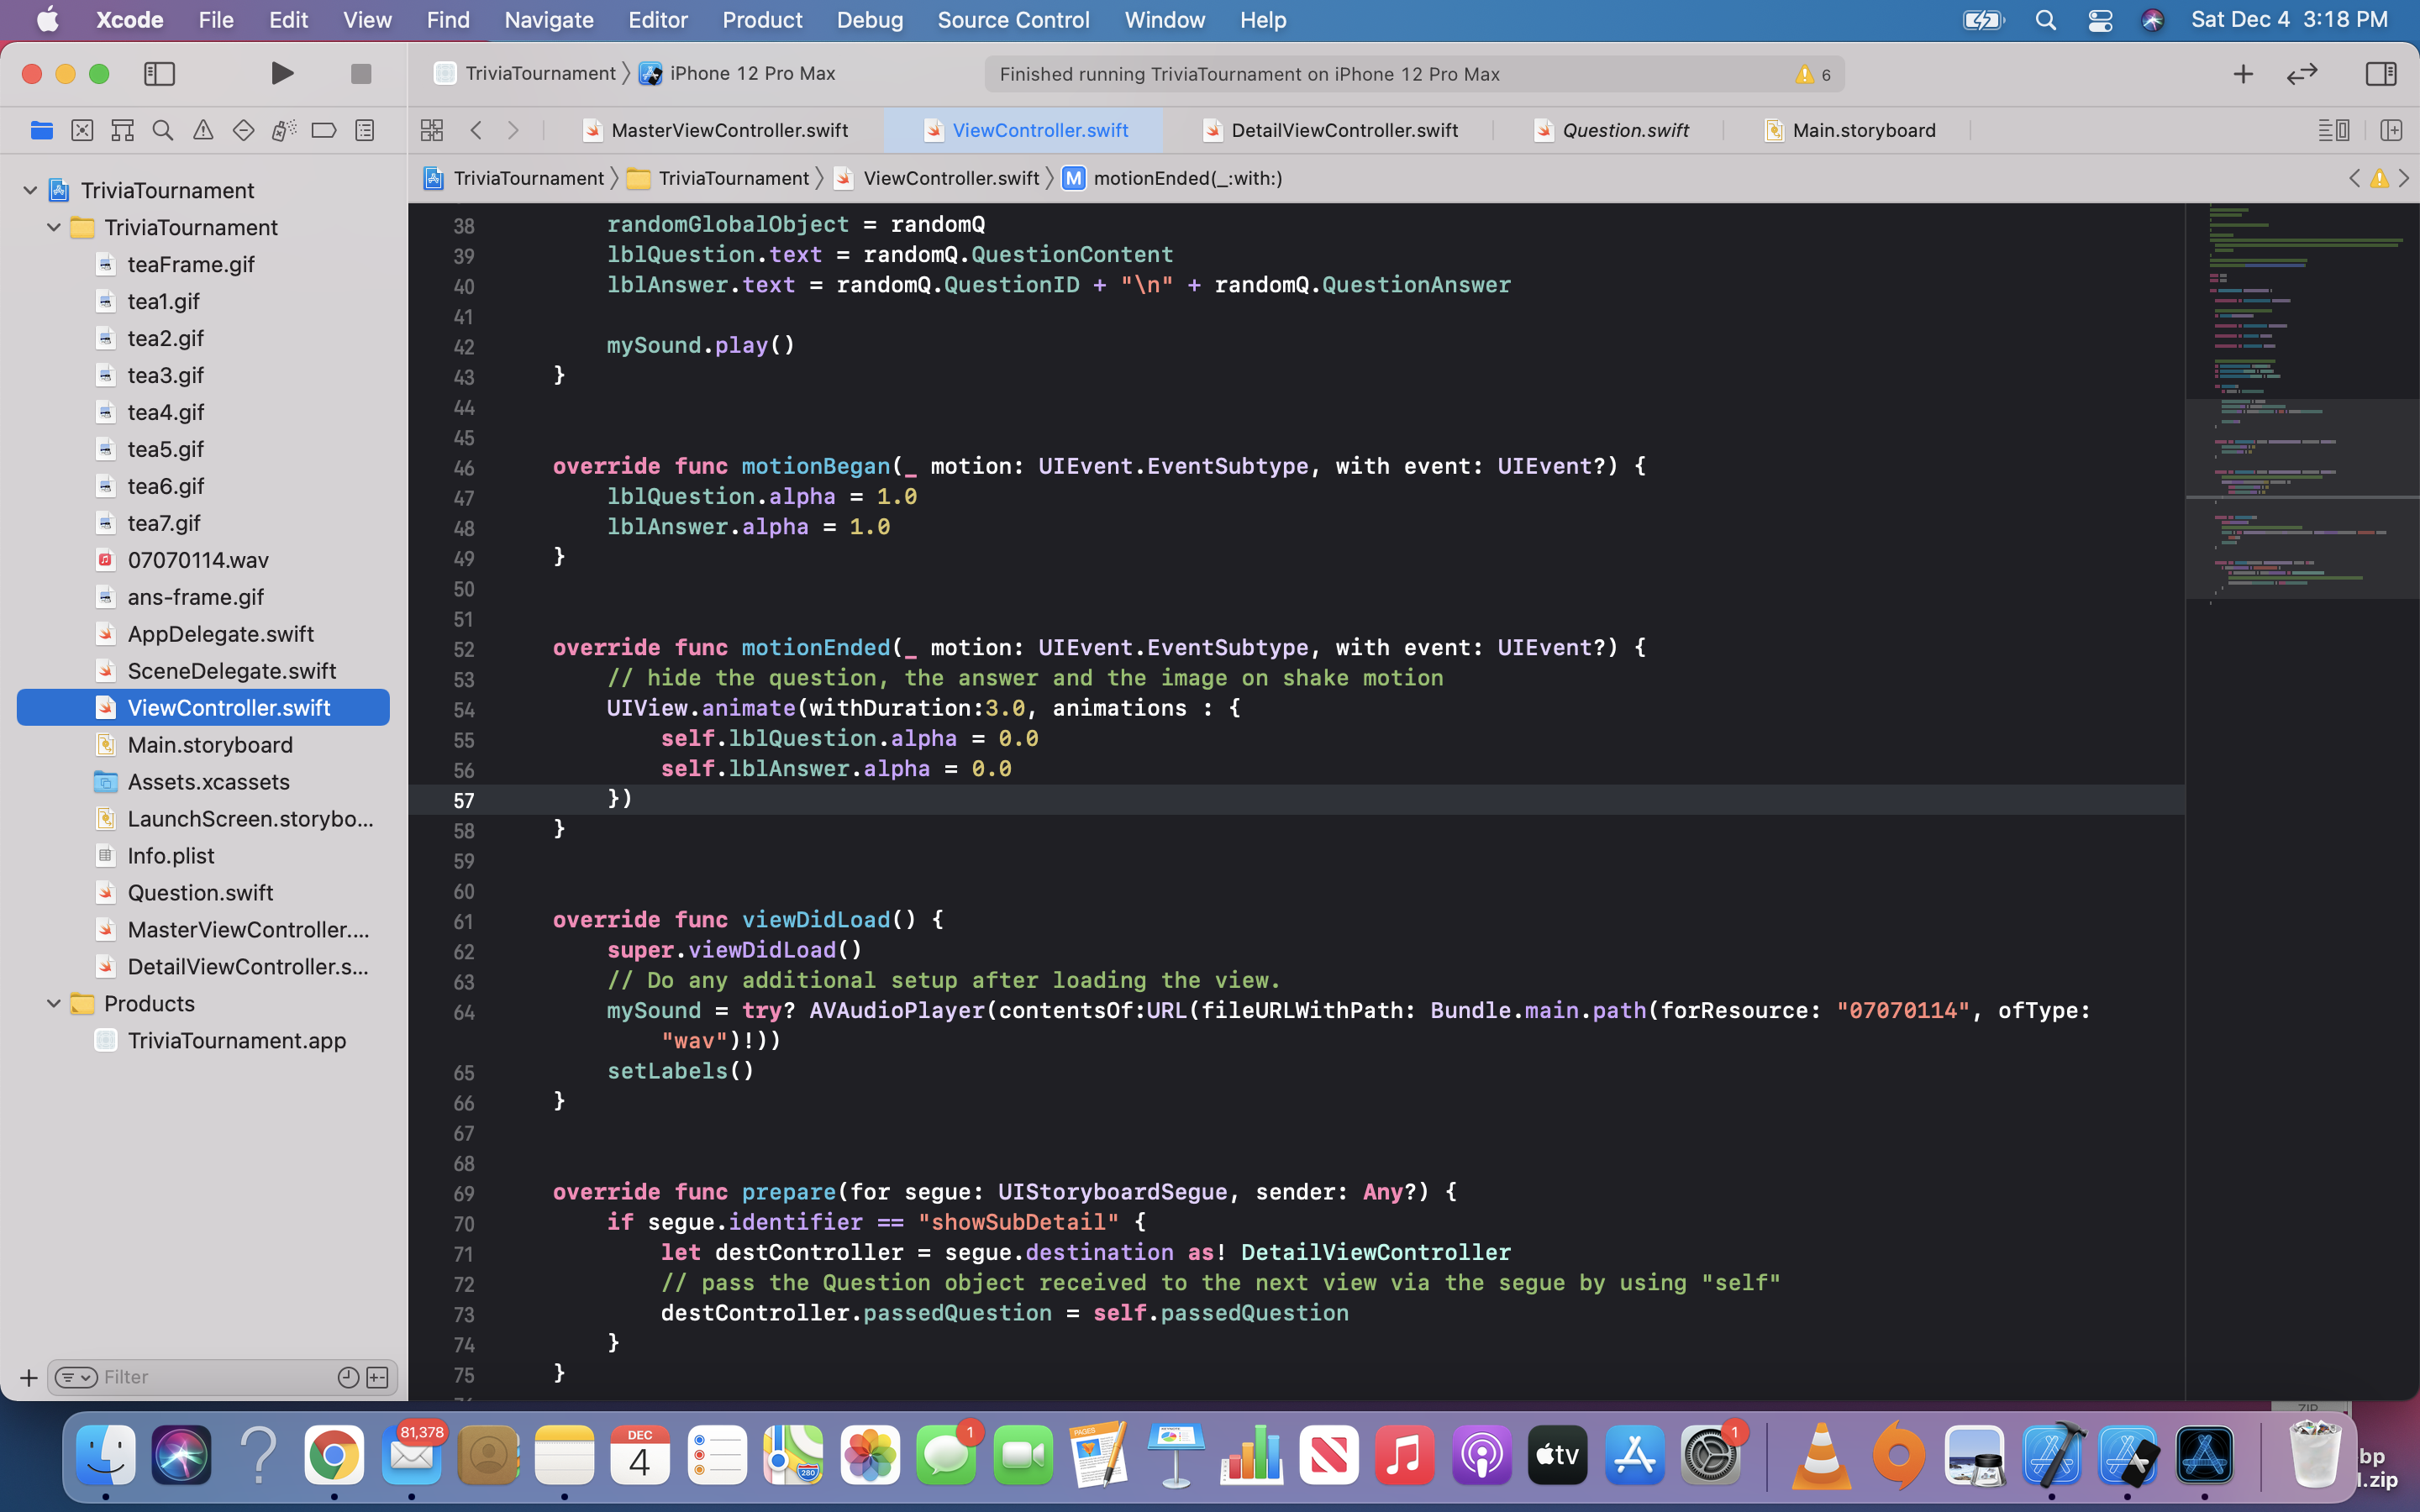 Xcode File Edit View Find Navigate Editor Product Debug Source Control Window Help Sat Dec 4 3:18 PM
TriviaTournament iPhone 12 Pro Max Finished running TriviaTournament on iPhone 12 Pro Max 6
MasterViewController.swift ViewController.swift DetailViewController.swift Question.swift Main.storyboard
TriviaTournament TriviaTournament ViewController.swift M motionEnded(_:with:)
TriviaTournament
TriviaTournament
teaFrame.gif
tea1.gif
tea2.gif
tea3.gif
tea4.gif
tea5.gif
tea6.gif
tea7.gif
07070114.wav
ans-frame.gif
AppDelegate.swift
SceneDelegate.swift
ViewController.swift
Main.storyboard
Assets.xcassets
LaunchScreen.storybo...
Info.plist
Question.swift
MasterViewController....
DetailViewController.s...
Products
TriviaTournament.app
Filter
38 randomGlobalObject = randomQ
39 lblQuestion.text = randomQ.QuestionContent
40 lblAnswer.text = randomQ.QuestionID + "\n" + randomQ.QuestionAnswer
41
42 mySound.play()
43 }
44
45
46 override func motionBegan(_ motion: UIEvent.EventSubtype, with event: UIEvent?) {
47 lblQuestion.alpha = 1.0
48 lblAnswer.alpha = 1.0
49 }
50
51
52 override func motionEnded(_ motion: UIEvent.EventSubtype, with event: UIEvent?) {
53 // hide the question, the answer and the image on shake motion
54 UIView.animate(withDuration:3.0, animations : {
55 self.lblQuestion.alpha = 0.0
56 self.lblAnswer.alpha = 0.0
57 })
58 }
59
60
61 override func viewDidLoad() {
62 super.viewDidLoad()
63 // Do any additional setup after loading the view.
64 mySound = try? AVAudioPlayer(contentsOf:URL(fileURLWithPath: Bundle.main.path(forResource: "07070114", ofType:
"wav")!))
65 setLabels()
66 }
67
68
69 override func prepare(for segue: UIStoryboardSegue, sender: Any?) {
70 if segue.identifier == "showSubDetail" {
71 let destController = segue.destination as! DetailViewController
72 // pass the Question object received to the next view via the segue by using "self"
73 destController.passedQuestion = self.passedQuestion
74 }
75 }
81,378
DEC
4
1
PAGES
280
tv
1
ZIP
bp
1.zip